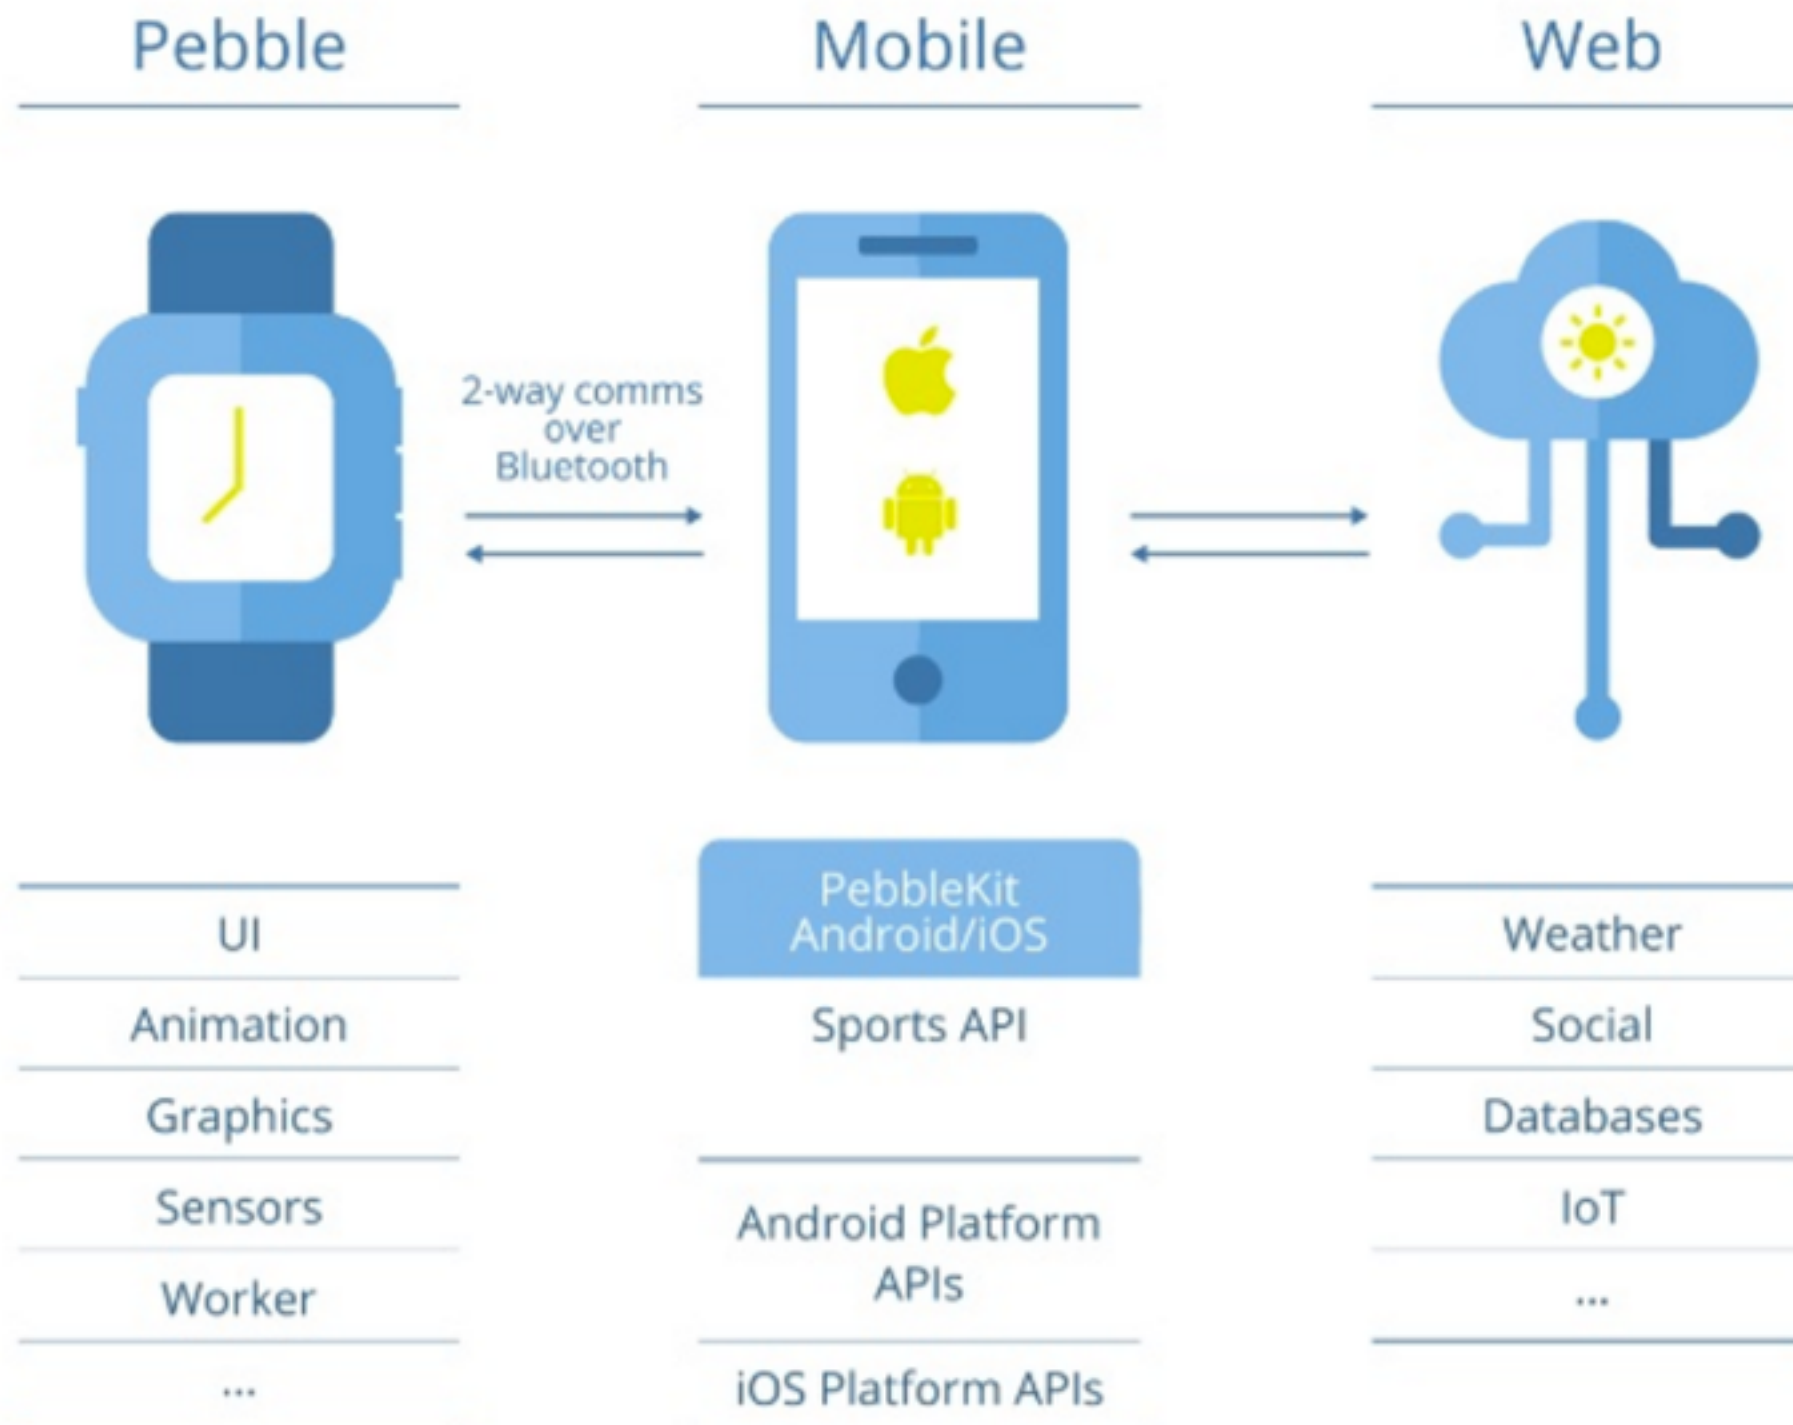 Pebble
Mobile
Web
2-way comms
over
Bluetooth
UI
Animation
Graphics
Sensors
Worker
...
PebbleKit
Android/iOS
Sports API
Android Platform
APIs
iOS Platform APIs
Weather
Social
Databases
IoT
...